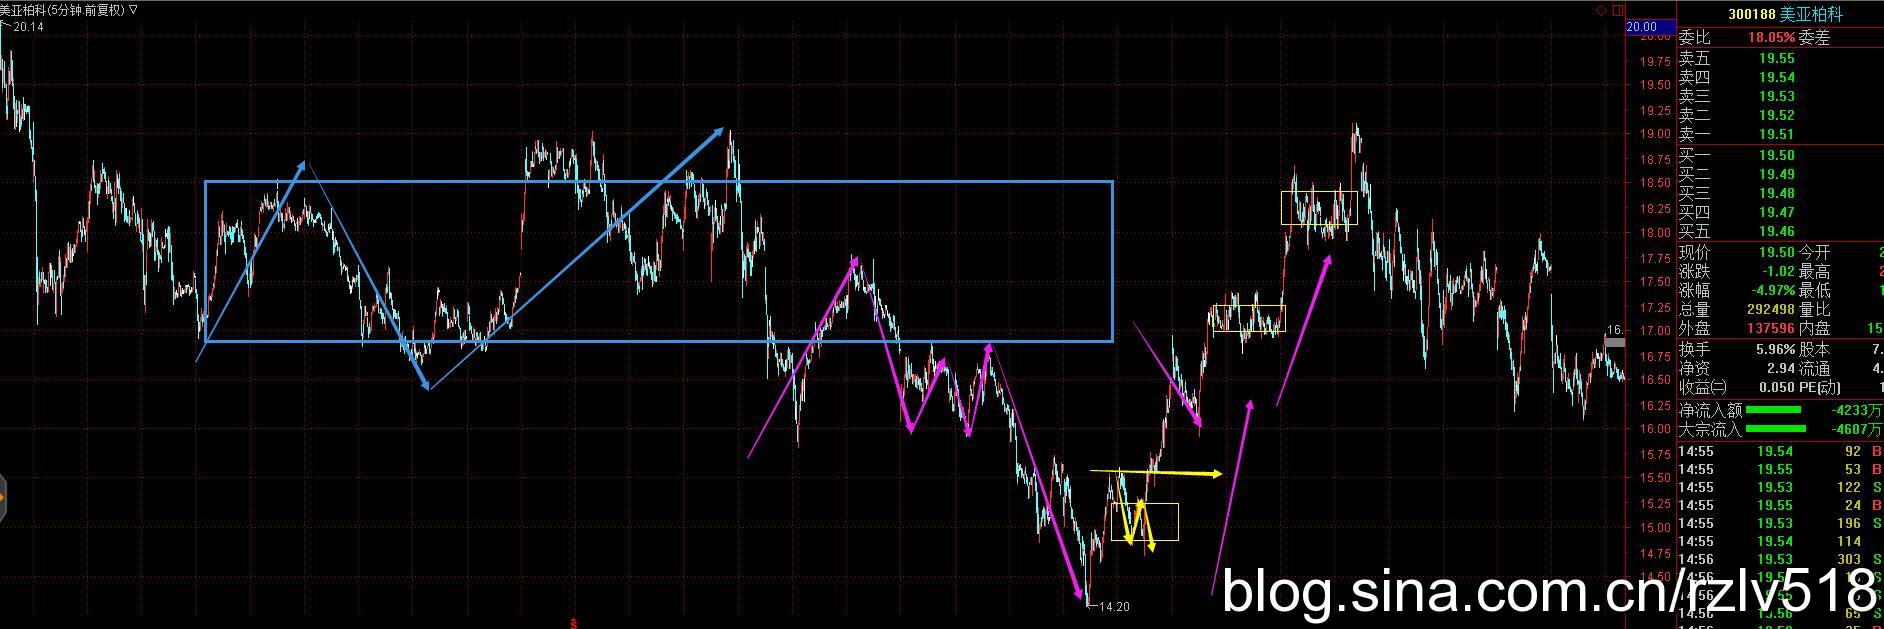 美亚柏科(5分钟.前复权) ▽
20.14
14.20
16.
20.00
20.00
19.75
19.50
19.25
19.00
18.75
18.50
18.25
18.00
17.75
17.50
17.25
17.00
16.75
16.50
16.25
16.00
15.75
15.50
15.25
15.00
14.75
14.50
300188 美亚柏科
委比 18.05% 委差
卖五 19.55
卖四 19.54
卖三 19.53
卖二 19.52
卖一 19.51
买一 19.50
买二 19.49
买三 19.48
买四 19.47
买五 19.46
现价 19.50 今开 2
涨跌 -1.02 最高 2
涨幅 -4.97% 最低 1
总量 292498 量比
外盘 137596 内盘 15
换手 5.96% 股本 7.
净资 2.94 流通 4.
收益㈡ 0.050 PE(动) 1
净流入额 -4233万
大宗流入 -4607万
14:55 19.54 92 B
14:55 19.55 53 B
14:55 19.53 122 S
14:55 19.55 24 B
14:55 19.53 196 S
14:55 19.54 114
14:56 19.53 303 S
14:56
14:56
14:56 19.56 65 S
blog.sina.com.cn/rzlv518